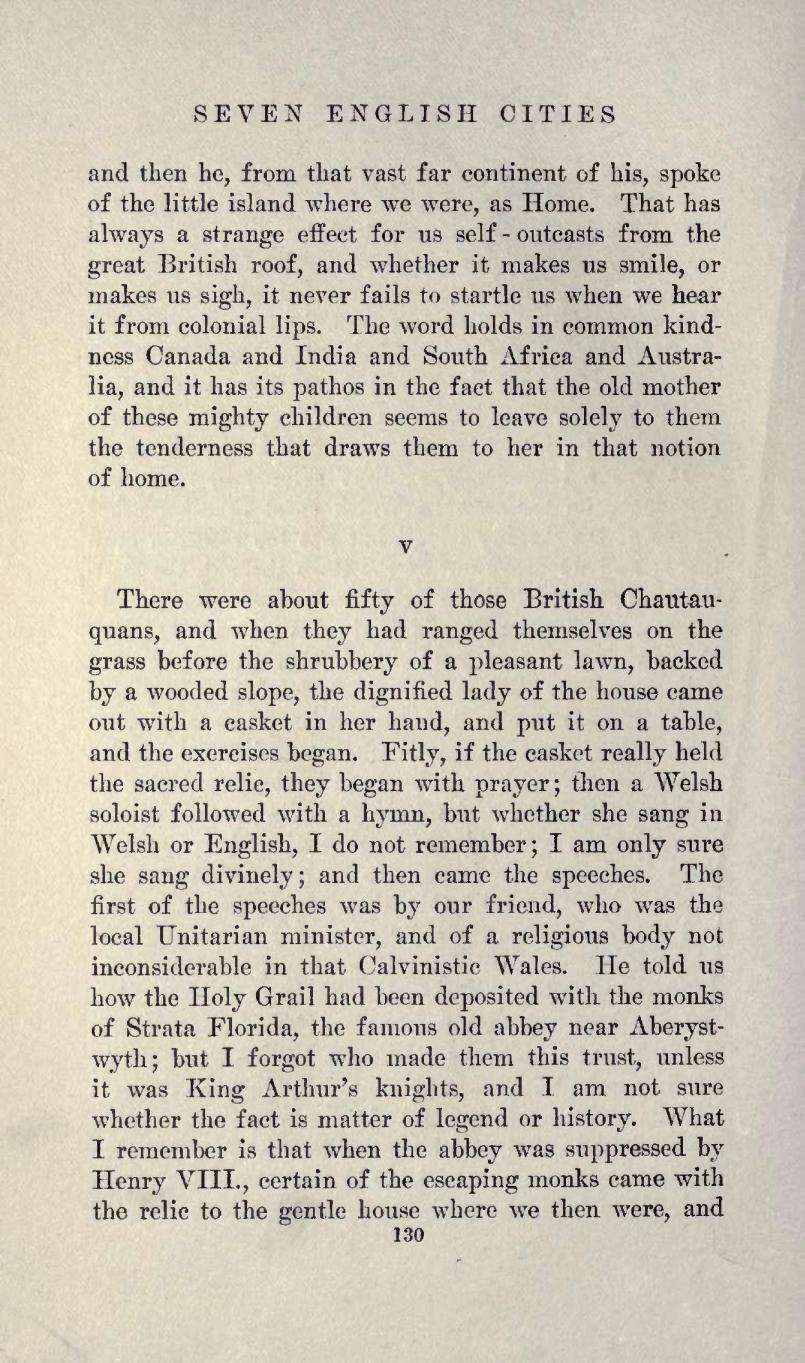 SEVEN ENGLISH CITIES
and then he, from that vast far continent of his, spoke
of the little island where we were, as Home. That has
always a strange effect for us self-outcasts from the
great British roof, and whether it makes us smile, or
makes us sigh, it never fails to startle us when we hear
it from colonial lips. The word holds in common kind-
ness Canada and India and South Africa and Austra-
lia, and it has its pathos in the fact that the old mother
of these mighty children seems to leave solely to them
the tenderness that draws them to her in that notion
of home.
V
There were about fifty of those British Chautau-
quans, and when they had ranged themselves on the
grass before the shrubbery of a pleasant lawn, backed
by a wooded slope, the dignified lady of the house came
out with a casket in her hand, and put it on a table,
and the exercises began. Fitly, if the casket really held
the sacred relic, they began with prayer; then a Welsh
soloist followed with a hymn, but whether she sang in
Welsh or English, I do not remember; I am only sure
she sang divinely; and then came the speeches. The
first of the speeches was by our friend, who was the
local Unitarian minister, and of a religious body not
inconsiderable in that Calvinistic Wales. He told us
how the Holy Grail had been deposited with the monks
of Strata Florida, the famous old abbey near Aberyst-
wyth; but I forgot who made them this trust, unless
it was King Arthur's knights, and I am not sure
whether the fact is matter of legend or history. What
I remember is that when the abbey was suppressed by
Henry VIII., certain of the escaping monks came with
the relic to the gentle house where we then were, and
130